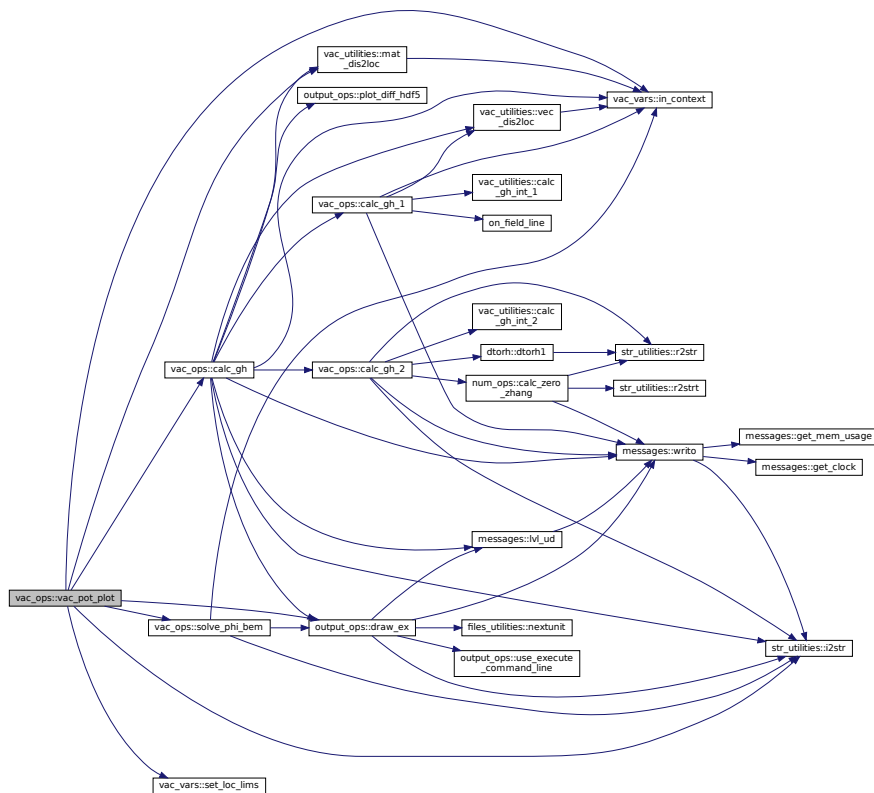 vac_utilities::mat
_dis2loc
output_ops::plot_diff_hdf5
vac_vars::in_context
vac_utilities::vec
_dis2loc
vac_utilities::calc
_gh_int_1
vac_ops::calc_gh_1
on_field_line
vac_utilities::calc
_gh_int_2
dtorh::dtorh1
str_utilities::r2str
vac_ops::calc_gh
vac_ops::calc_gh_2
num_ops::calc_zero
_zhang
str_utilities::r2strt
messages::get_mem_usage
messages::writo
messages::get_clock
messages::lvl_ud
vac_ops::vac_pot_plot
vac_ops::solve_phi_bem
output_ops::draw_ex
files_utilities::nextunit
str_utilities::i2str
output_ops::use_execute
_command_line
vac_vars::set_loc_lims